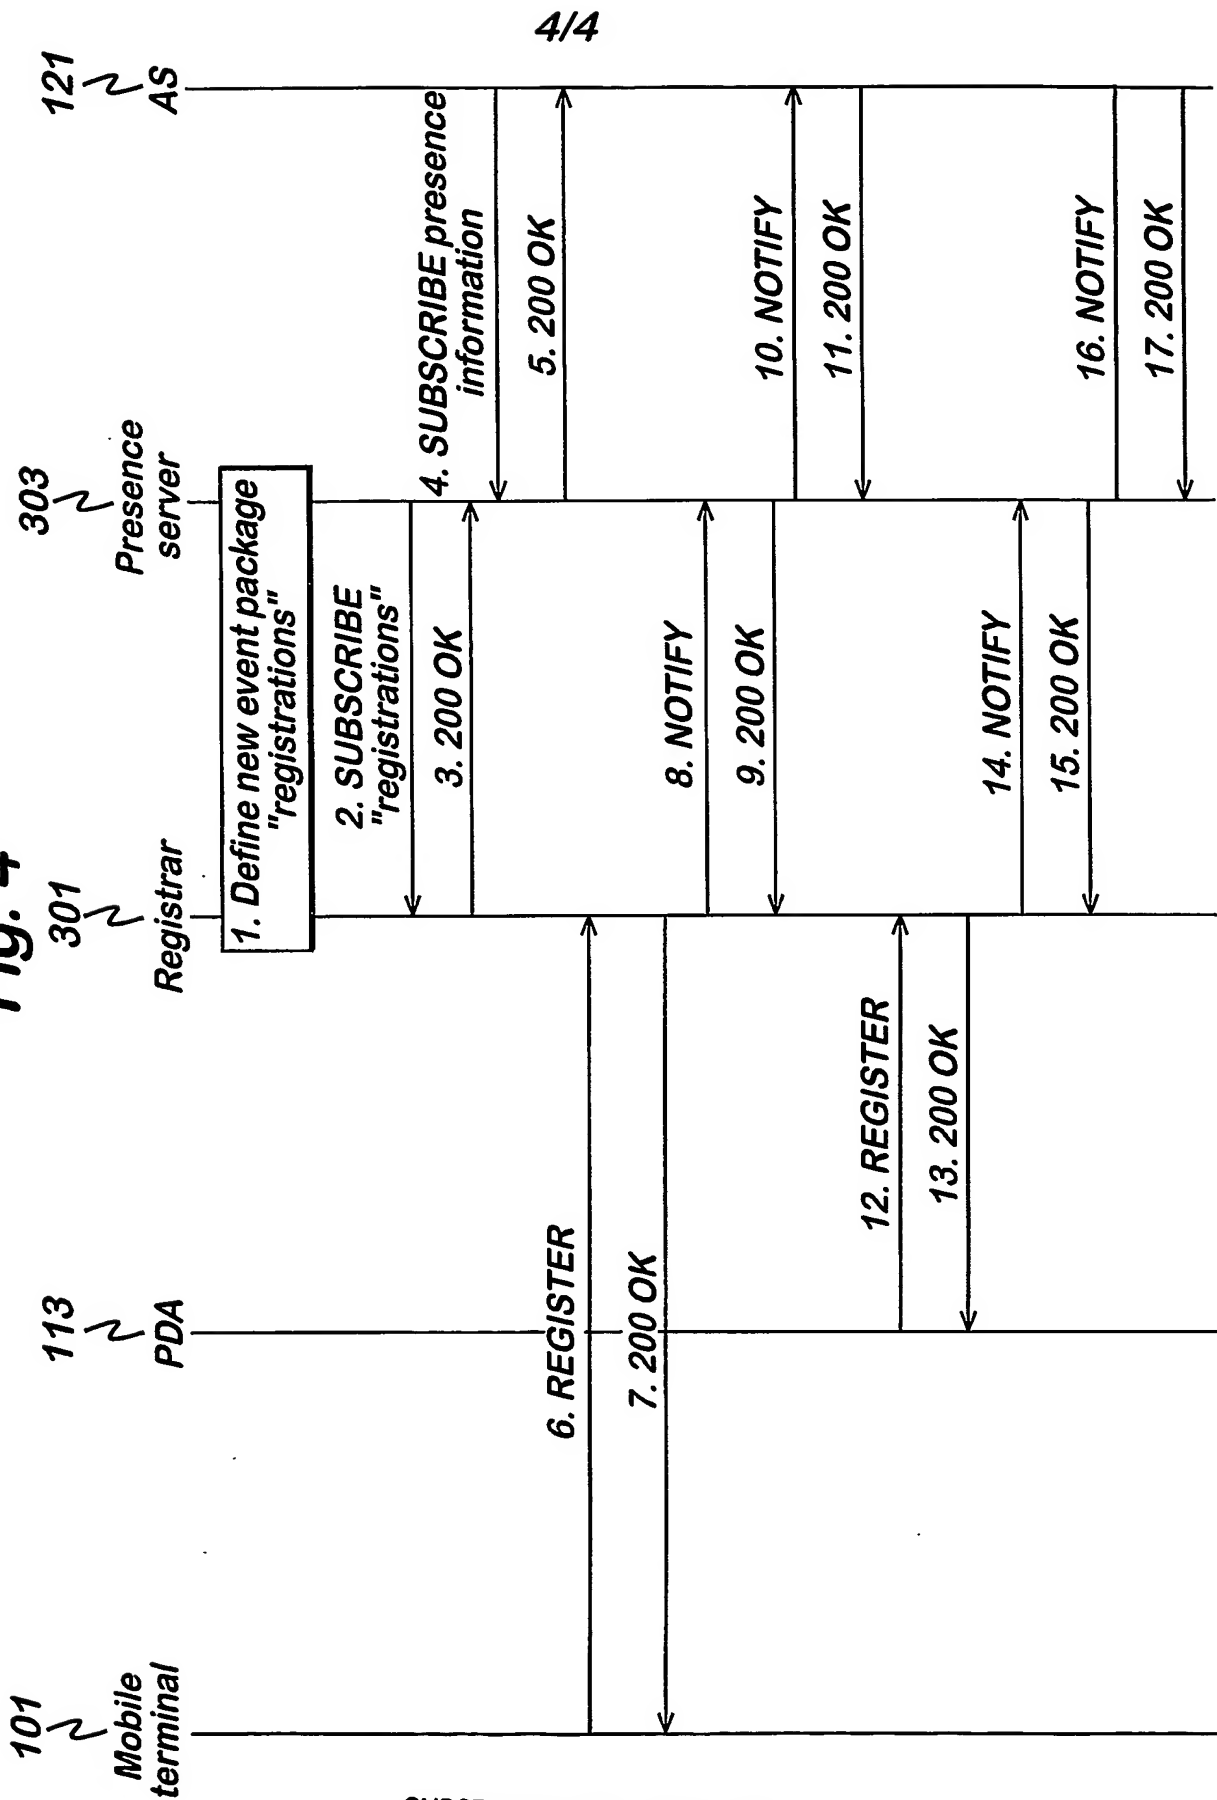 4/4
Fig. 4
101
Mobile
terminal
113
PDA
301
Registrar
303
Presence
server
121
AS
1. Define new event package
"registrations"
2. SUBSCRIBE
"registrations"
3. 200 OK
4. SUBSCRIBE presence
information
5. 200 OK
6. REGISTER
7. 200 OK
8. NOTIFY
9. 200 OK
10. NOTIFY
11. 200 OK
12. REGISTER
13. 200 OK
14. NOTIFY
15. 200 OK
16. NOTIFY
17. 200 OK